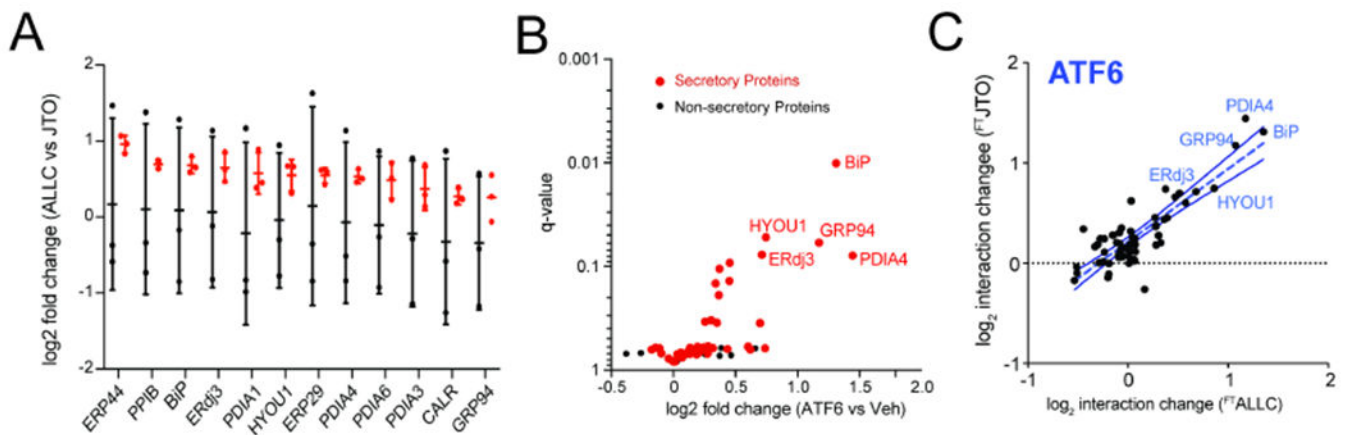 A
log2 fold change (ALLC vs JTO)
2
1
0
-1
-2
ERP44
PPIB
BiP
ERdj3
PDIA1
HYOU1
ERP29
PDIA4
PDIA6
PDIA3
CALR
GRP94
B
q-value
0.001
0.01
0.1
1
Secretory Proteins
Non-secretory Proteins
BiP
HYOU1
GRP94
ERdj3
PDIA4
-0.5
0
0.5
1.0
1.5
2.0
log2 fold change (ATF6 vs Veh)
C
ATF6
log2 interaction changee (FTJTO)
2
1
0
-1
PDIA4
GRP94
BiP
ERdj3
HYOU1
-1
0
1
2
log2 interaction change (FTALLC)